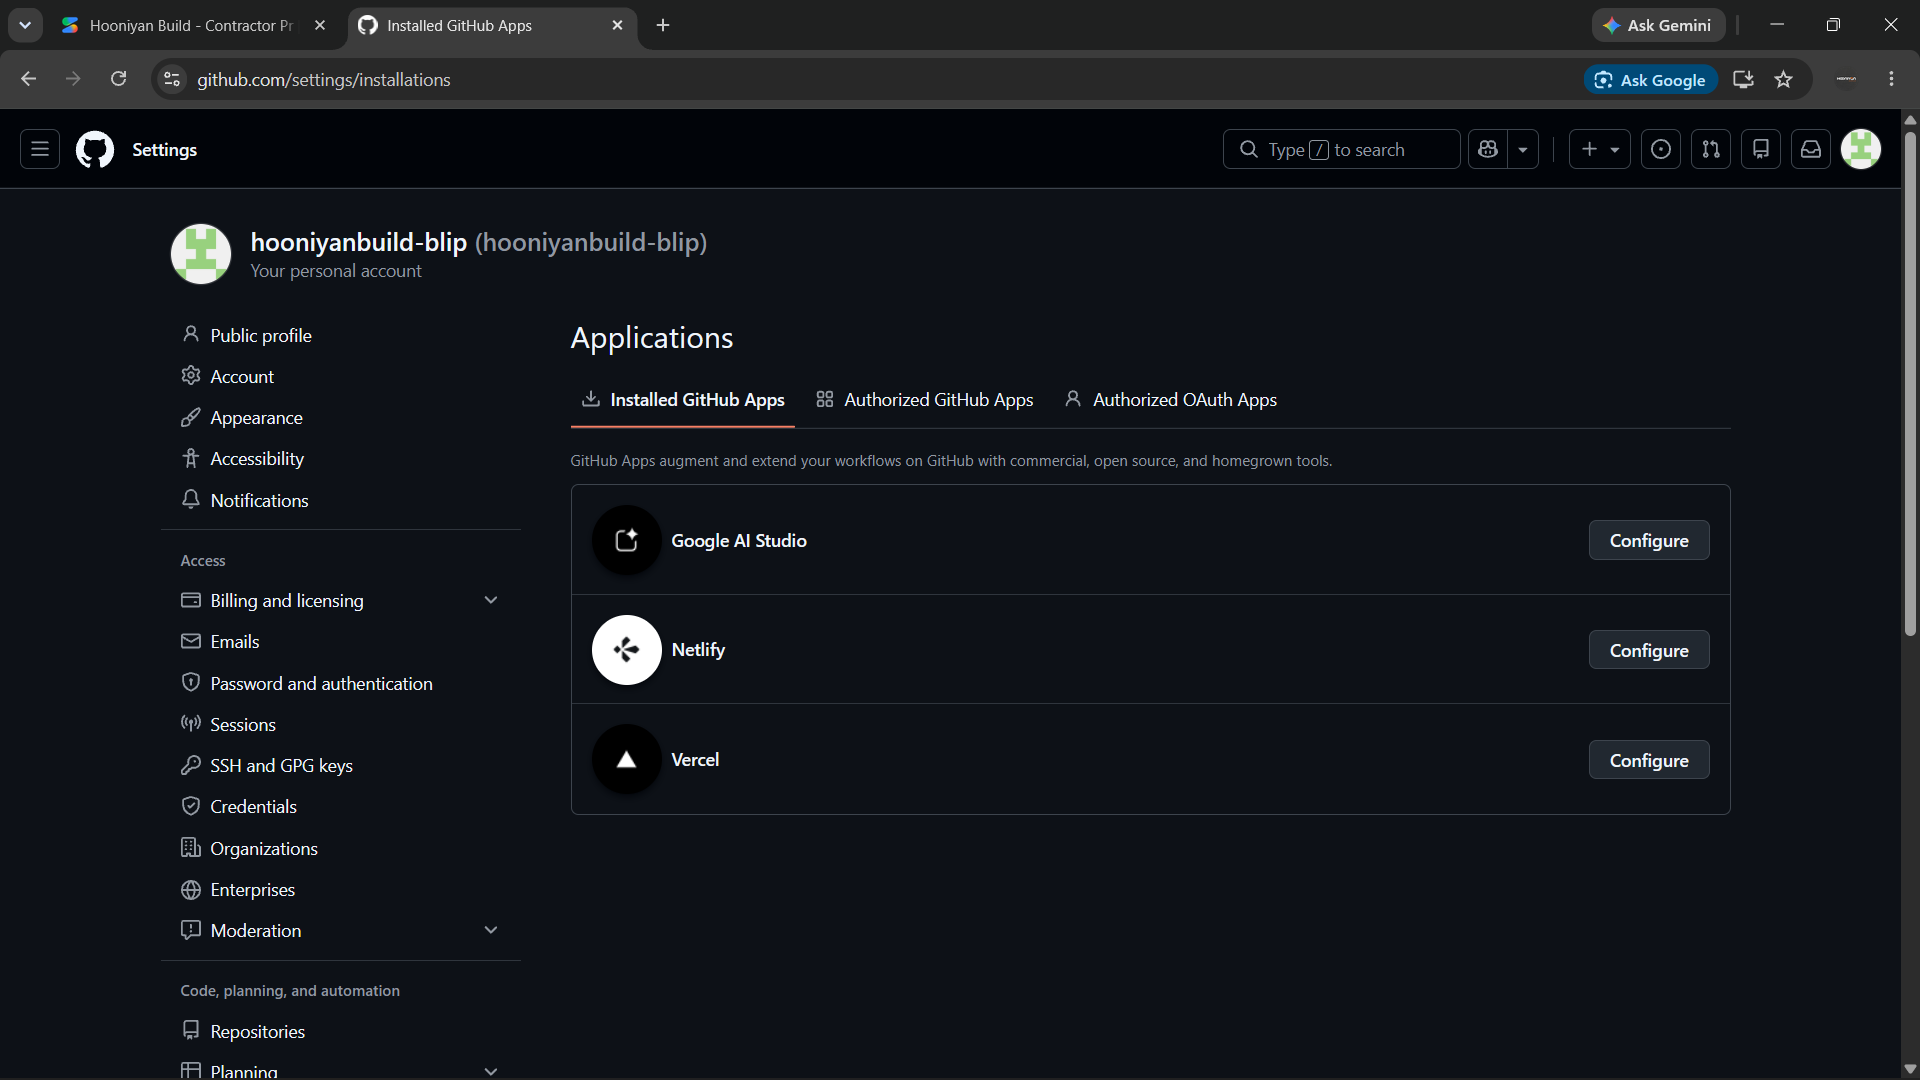 Hooniyan Build - Contractor Pr
Installed GitHub Apps
Ask Gemini
github.com/settings/installations
Ask Google
Settings
Type / to search
hooniyanbuild-blip (hooniyanbuild-blip)
Your personal account
Public profile
Account
Appearance
Accessibility
Notifications
Access
Billing and licensing
Emails
Password and authentication
Sessions
SSH and GPG keys
Credentials
Organizations
Enterprises
Moderation
Code, planning, and automation
Repositories
Planning
Applications
Installed GitHub Apps
Authorized GitHub Apps
Authorized OAuth Apps
GitHub Apps augment and extend your workflows on GitHub with commercial, open source, and homegrown tools.
Google AI Studio
Configure
Netlify
Configure
Vercel
Configure